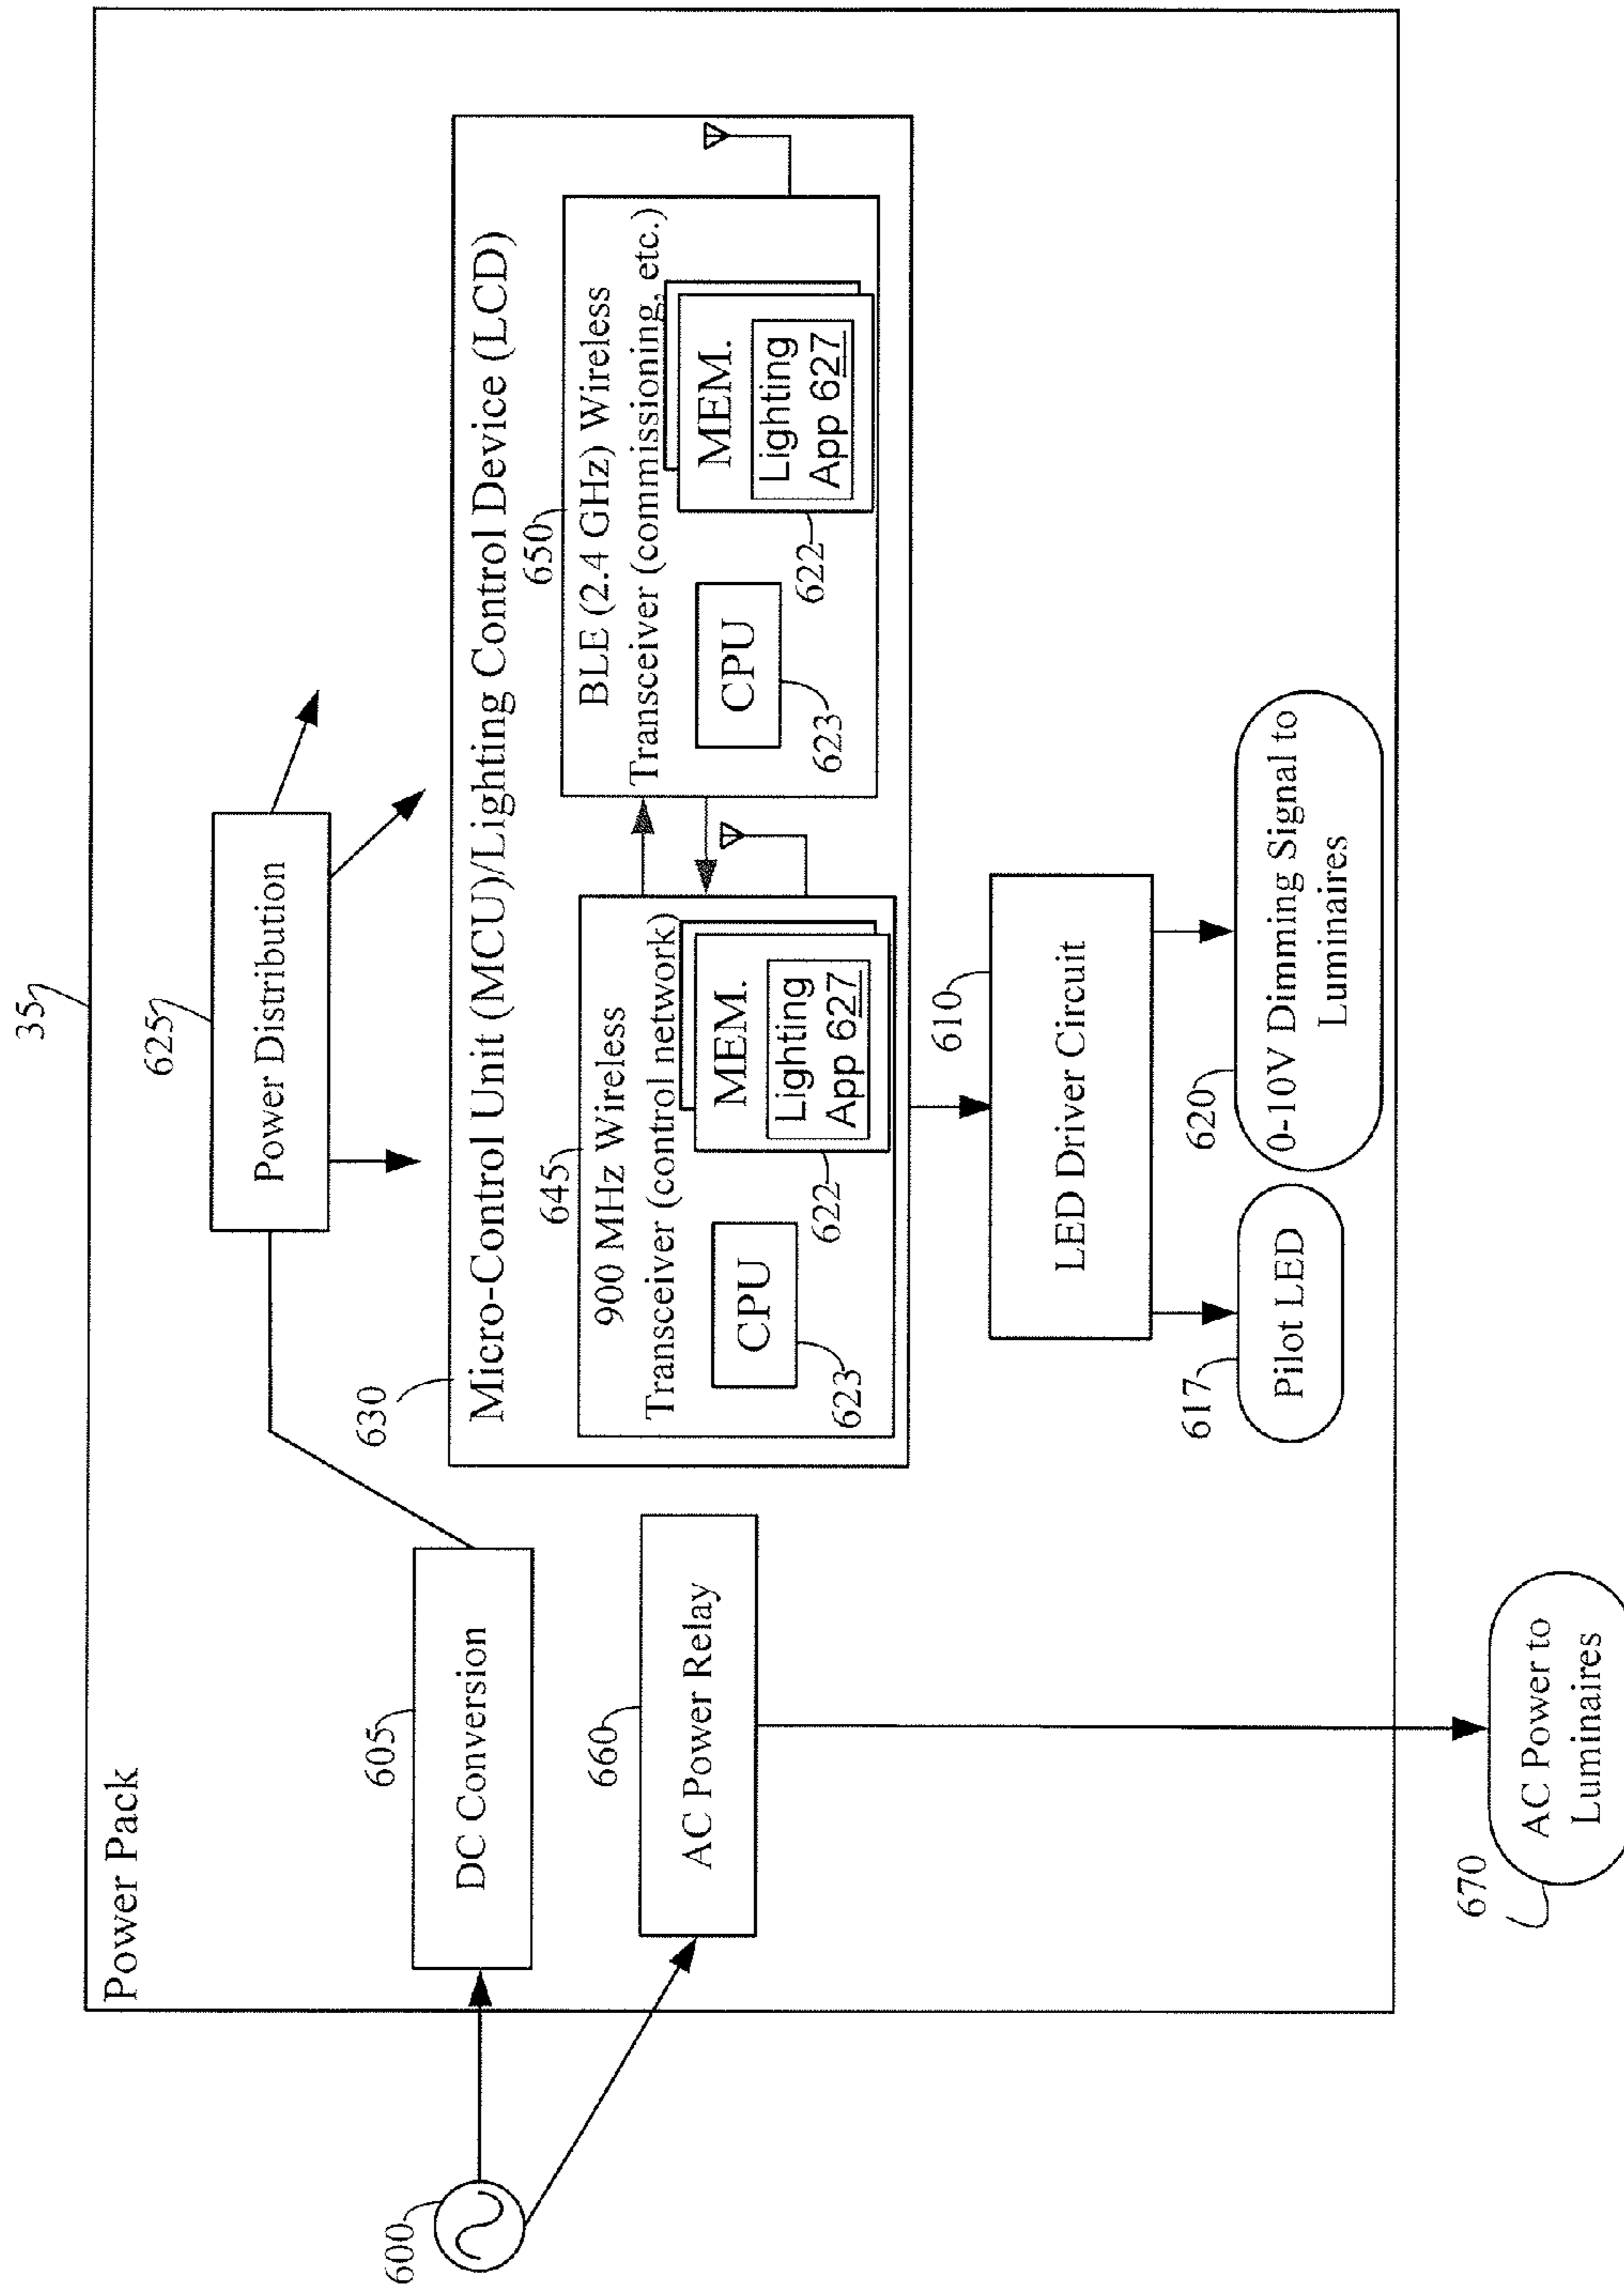 35
Power Pack
625
Power Distribution
600
605
DC Conversion
660
AC Power Relay
630
Micro-Control Unit (MCU)/Lighting Control Device (LCD)
645
900 MHz Wireless
Transceiver (control network)
CPU
623
MEM.
Lighting
App 627
622
650
BLE (2.4 GHz) Wireless
Transceiver (commissioning, etc.)
CPU
623
MEM.
Lighting
App 627
622
610
LED Driver Circuit
617
Pilot LED
620
0-10V Dimming Signal to
Luminaires
670
AC Power to
Luminaires